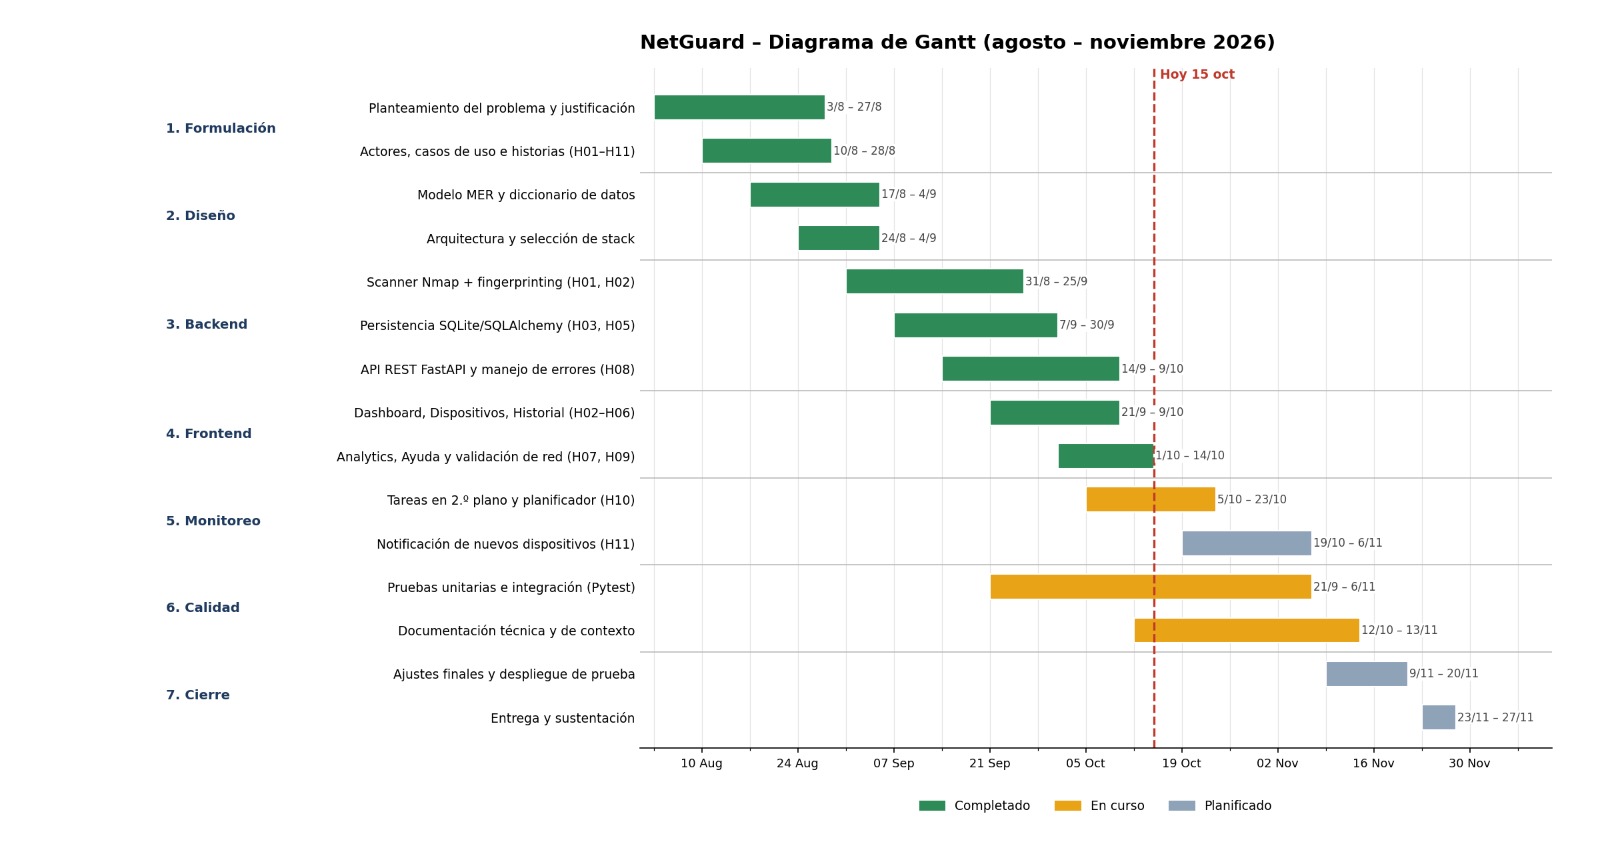 NetGuard – Diagrama de Gantt (agosto – noviembre 2026)
Hoy 15 oct
1. Formulación
Planteamiento del problema y justificación 3/8 – 27/8
Actores, casos de uso e historias (H01–H11) 10/8 – 28/8
2. Diseño
Modelo MER y diccionario de datos 17/8 – 4/9
Arquitectura y selección de stack 24/8 – 4/9
3. Backend
Scanner Nmap + fingerprinting (H01, H02) 31/8 – 25/9
Persistencia SQLite/SQLAlchemy (H03, H05) 7/9 – 30/9
API REST FastAPI y manejo de errores (H08) 14/9 – 9/10
4. Frontend
Dashboard, Dispositivos, Historial (H02–H06) 21/9 – 9/10
Analytics, Ayuda y validación de red (H07, H09) 1/10 – 14/10
5. Monitoreo
Tareas en 2.º plano y planificador (H10) 5/10 – 23/10
Notificación de nuevos dispositivos (H11) 19/10 – 6/11
6. Calidad
Pruebas unitarias e integración (Pytest) 21/9 – 6/11
Documentación técnica y de contexto 12/10 – 13/11
7. Cierre
Ajustes finales y despliegue de prueba 9/11 – 20/11
Entrega y sustentación 23/11 – 27/11
10 Aug 24 Aug 07 Sep 21 Sep 05 Oct 19 Oct 02 Nov 16 Nov 30 Nov
Completado En curso Planificado